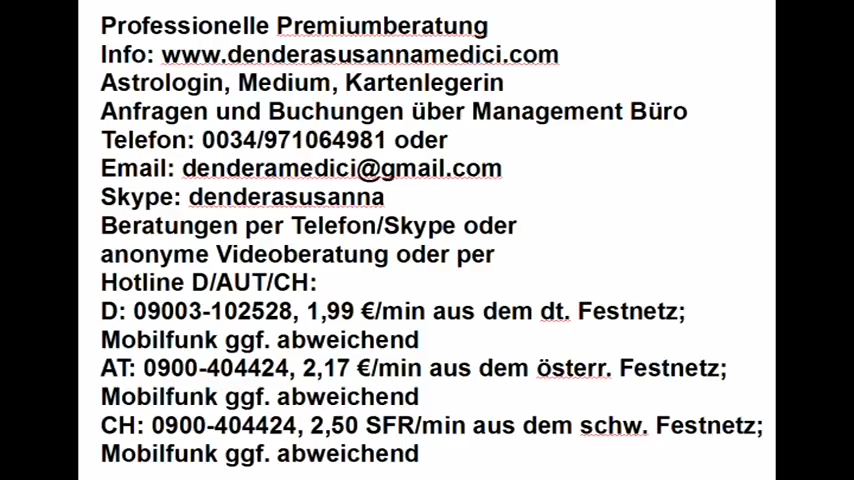 Professionelle Premiumberatung
Info: www.denderasusannamedici.com
Astrologin, Medium, Kartenlegerin
Anfragen und Buchungen über Management Büro
Telefon: 0034/971064981 oder
Email: denderamedici@gmail.com
Skype: denderasusanna
Beratungen per Telefon/Skype oder
anonyme Videoberatung oder per
Hotline D/AUT/CH:
D: 09003-102528, 1,99 €/min aus dem dt. Festnetz;
Mobilfunk ggf. abweichend
AT: 0900-404424, 2,17 €/min aus dem österr. Festnetz;
Mobilfunk ggf. abweichend
CH: 0900-404424, 2,50 SFR/min aus dem schw. Festnetz;
Mobilfunk ggf. abweichend